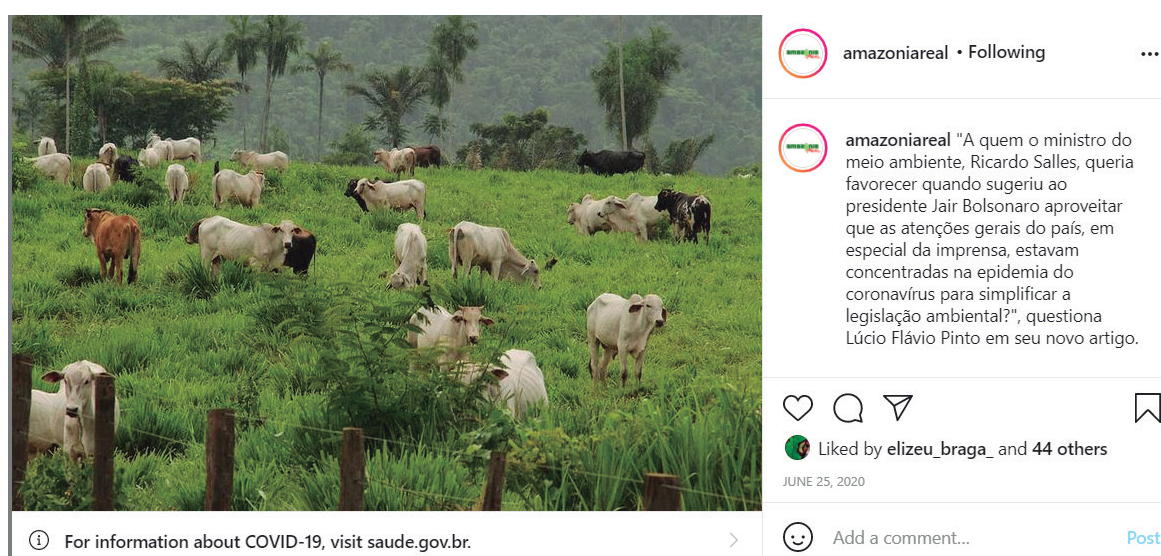 amazoniareal • Following
amazoniareal "A quem o ministro do
meio ambiente, Ricardo Salles, queria
favorecer quando sugeriu ao
presidente Jair Bolsonaro aproveitar
que as atenções gerais do país, em
especial da imprensa, estavam
concentradas na epidemia do
coronavírus para simplificar a
legislação ambiental?", questiona
Lúcio Flávio Pinto em seu novo artigo.
Liked by elizeu_braga_ and 44 others
JUNE 25, 2020
Add a comment... Post
For information about COVID-19, visit saude.gov.br.